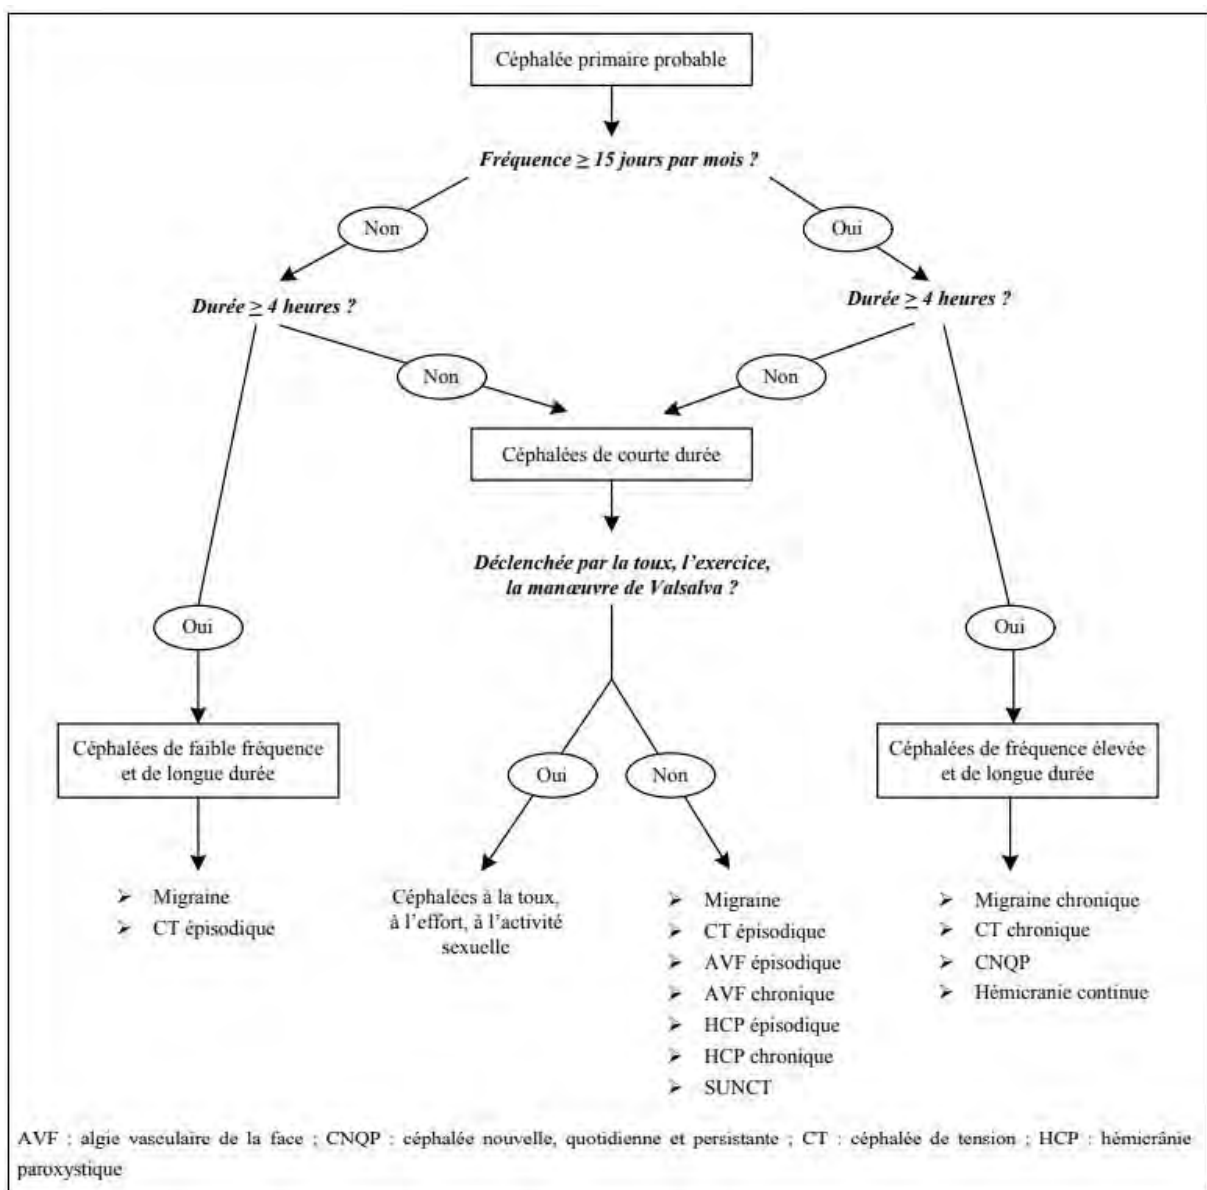 Céphalée primaire probable
Fréquence ≥ 15 jours par mois ?
Non
Oui
Durée ≥ 4 heures ?
Durée ≥ 4 heures ?
Non
Non
Céphalées de courte durée
Déclenchée par la toux, l'exercice,
la manœuvre de Valsalva ?
Oui
Oui
Céphalées de faible fréquence
et de longue durée
Oui
Non
Céphalées de fréquence élevée
et de longue durée
➤ Migraine
➤ CT épisodique
Céphalées à la toux,
à l'effort, à l'activité
sexuelle
➤ Migraine
➤ CT épisodique
➤ AVF épisodique
➤ AVF chronique
➤ HCP épisodique
➤ HCP chronique
➤ SUNCT
➤ Migraine chronique
➤ CT chronique
➤ CNQP
➤ Hémicranie continue
AVF : algie vasculaire de la face ; CNQP : céphalée nouvelle, quotidienne et persistante ; CT : céphalée de tension ; HCP : hémicrânie
paroxystique